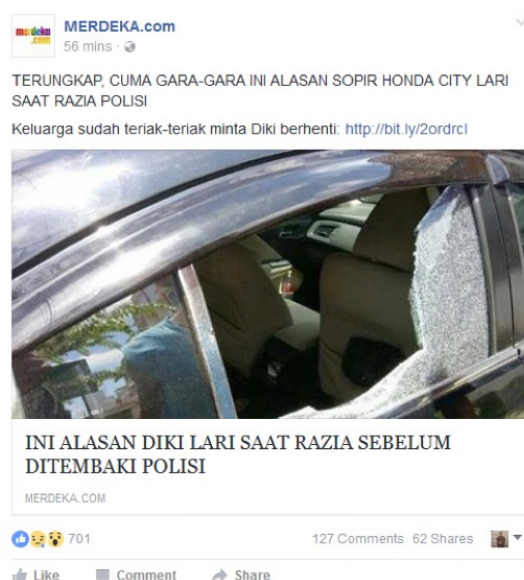 merdeka
.com
MERDEKA.com
56 mins ·
TERUNGKAP, CUMA GARA-GARA INI ALASAN SOPIR HONDA CITY LARI
SAAT RAZIA POLISI
Keluarga sudah teriak-teriak minta Diki berhenti: http://bit.ly/2ordrcl
INI ALASAN DIKI LARI SAAT RAZIA SEBELUM
DITEMBAKI POLISI
MERDEKA.COM
701 127 Comments 62 Shares
Like Comment Share